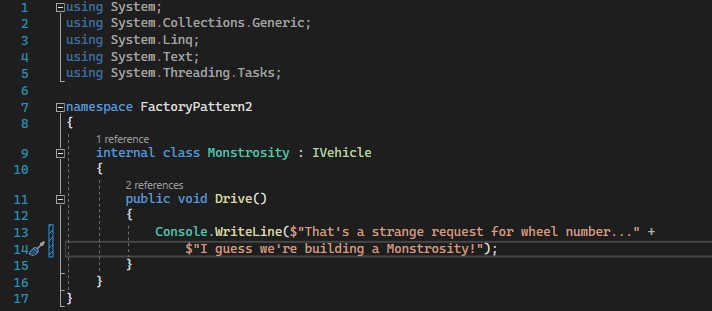 1 using System;
2 using System.Collections.Generic;
3 using System.Linq;
4 using System.Text;
5 using System.Threading.Tasks;
6
7 namespace FactoryPattern2
8 {
1 reference
9 internal class Monstrosity : IVehicle
10 {
2 references
11 public void Drive()
12 {
13 Console.WriteLine($"That's a strange request for wheel number..." +
14 $"I guess we're building a Monstrosity!");
15 }
16 }
17 }